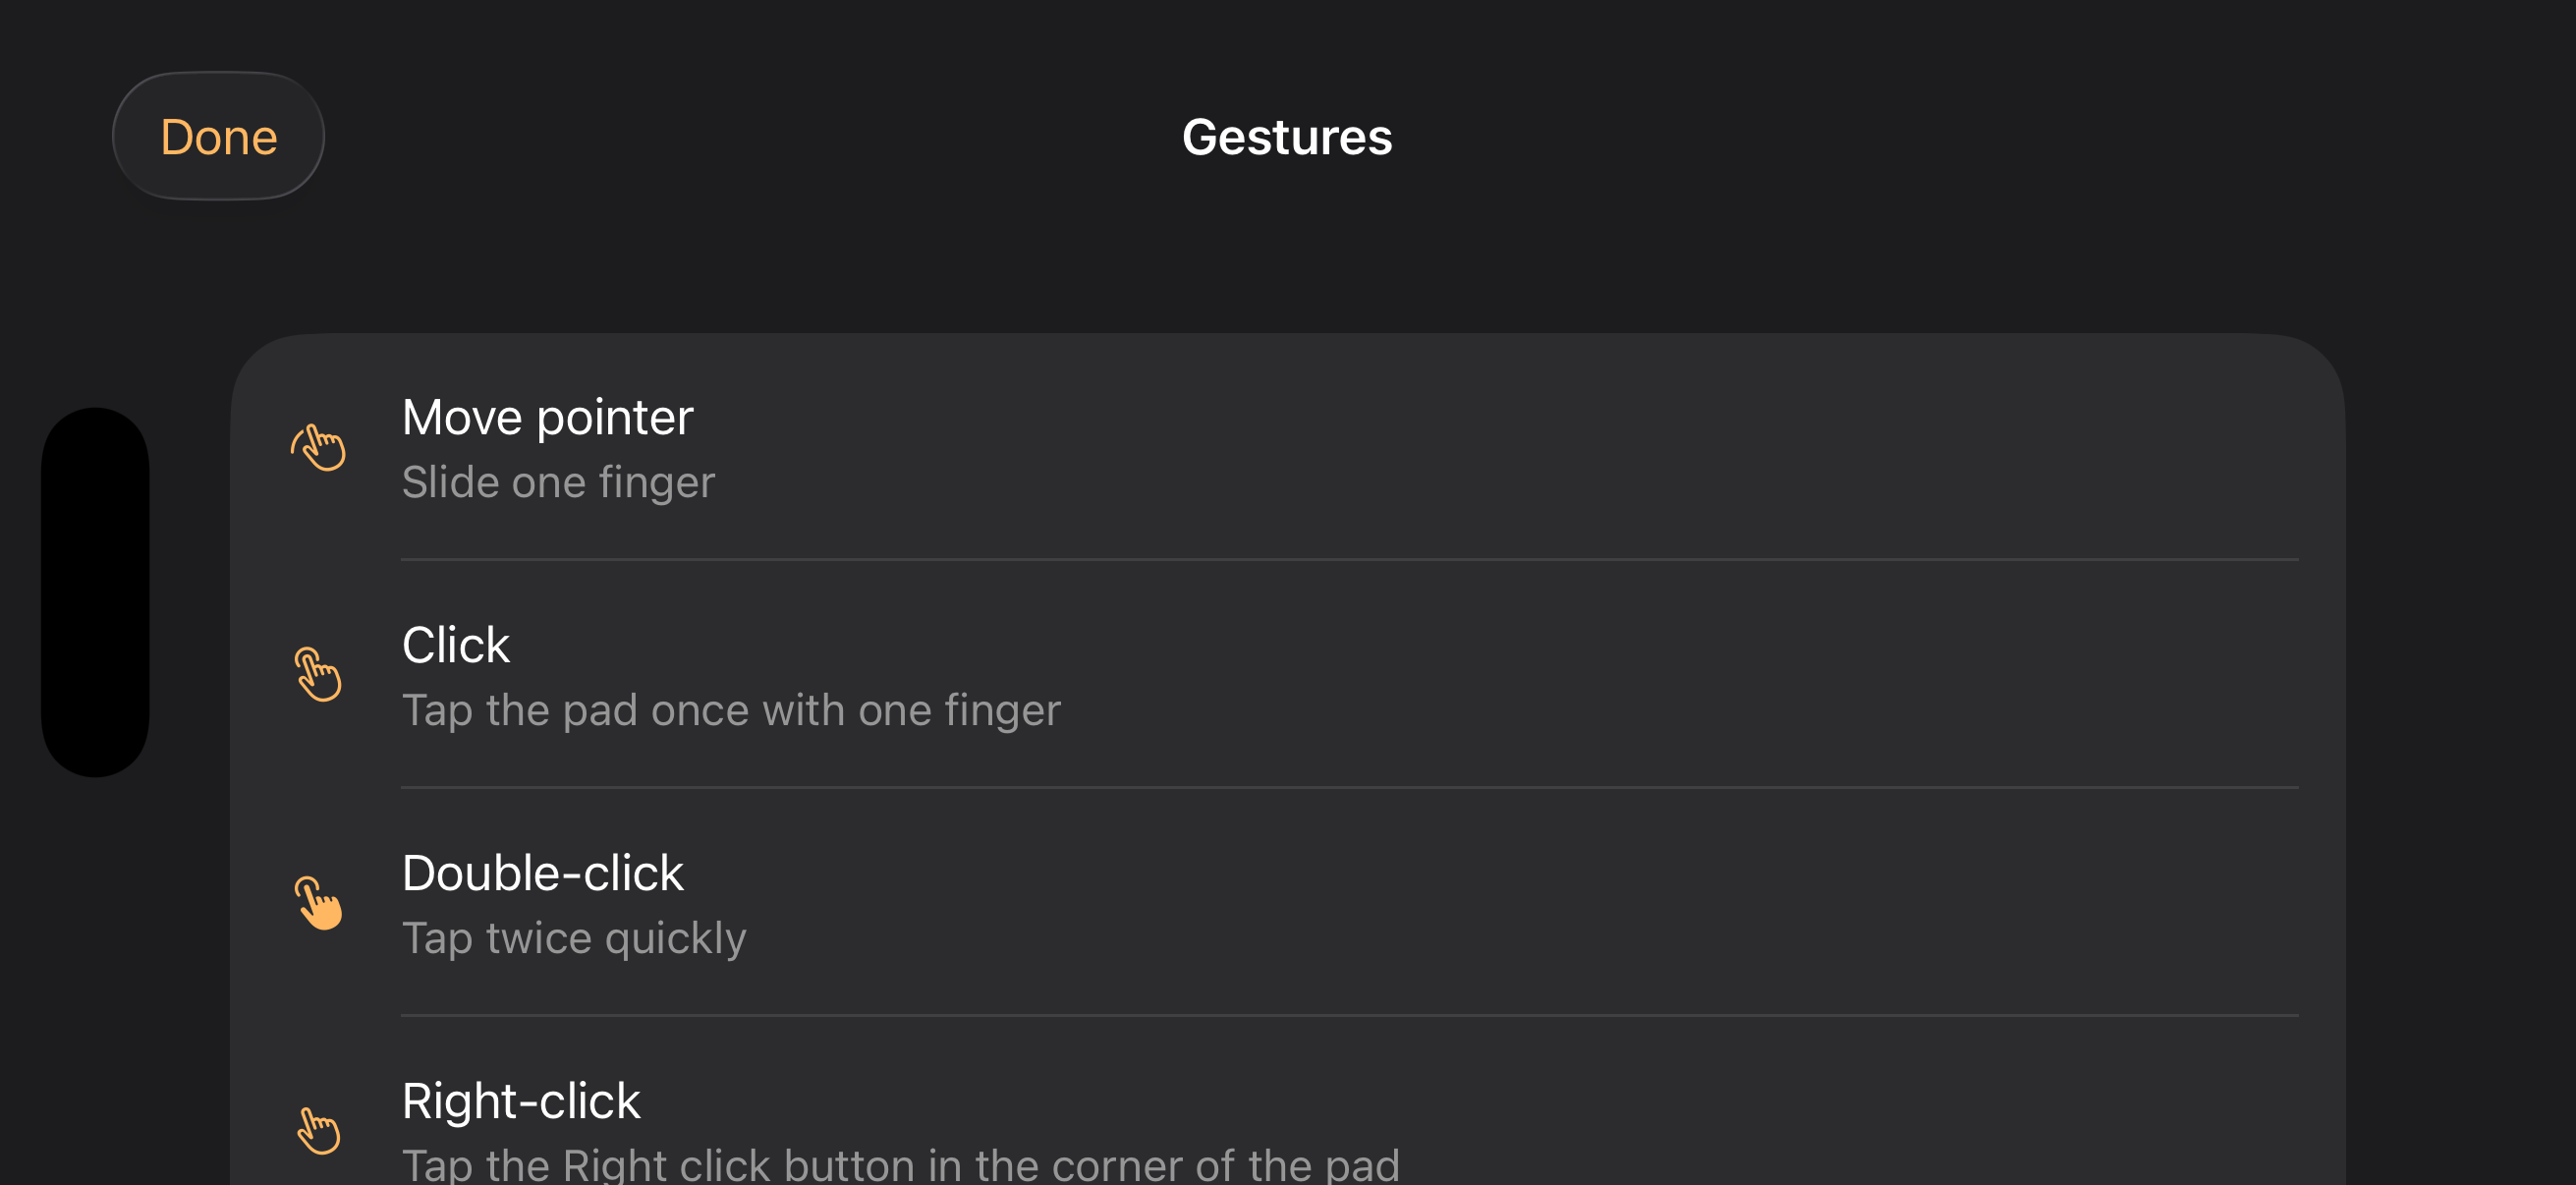 Done
Gestures
Move pointer
Slide one finger
Click
Tap the pad once with one finger
Double-click
Tap twice quickly
Right-click
Tap the Right click button in the corner of the pad